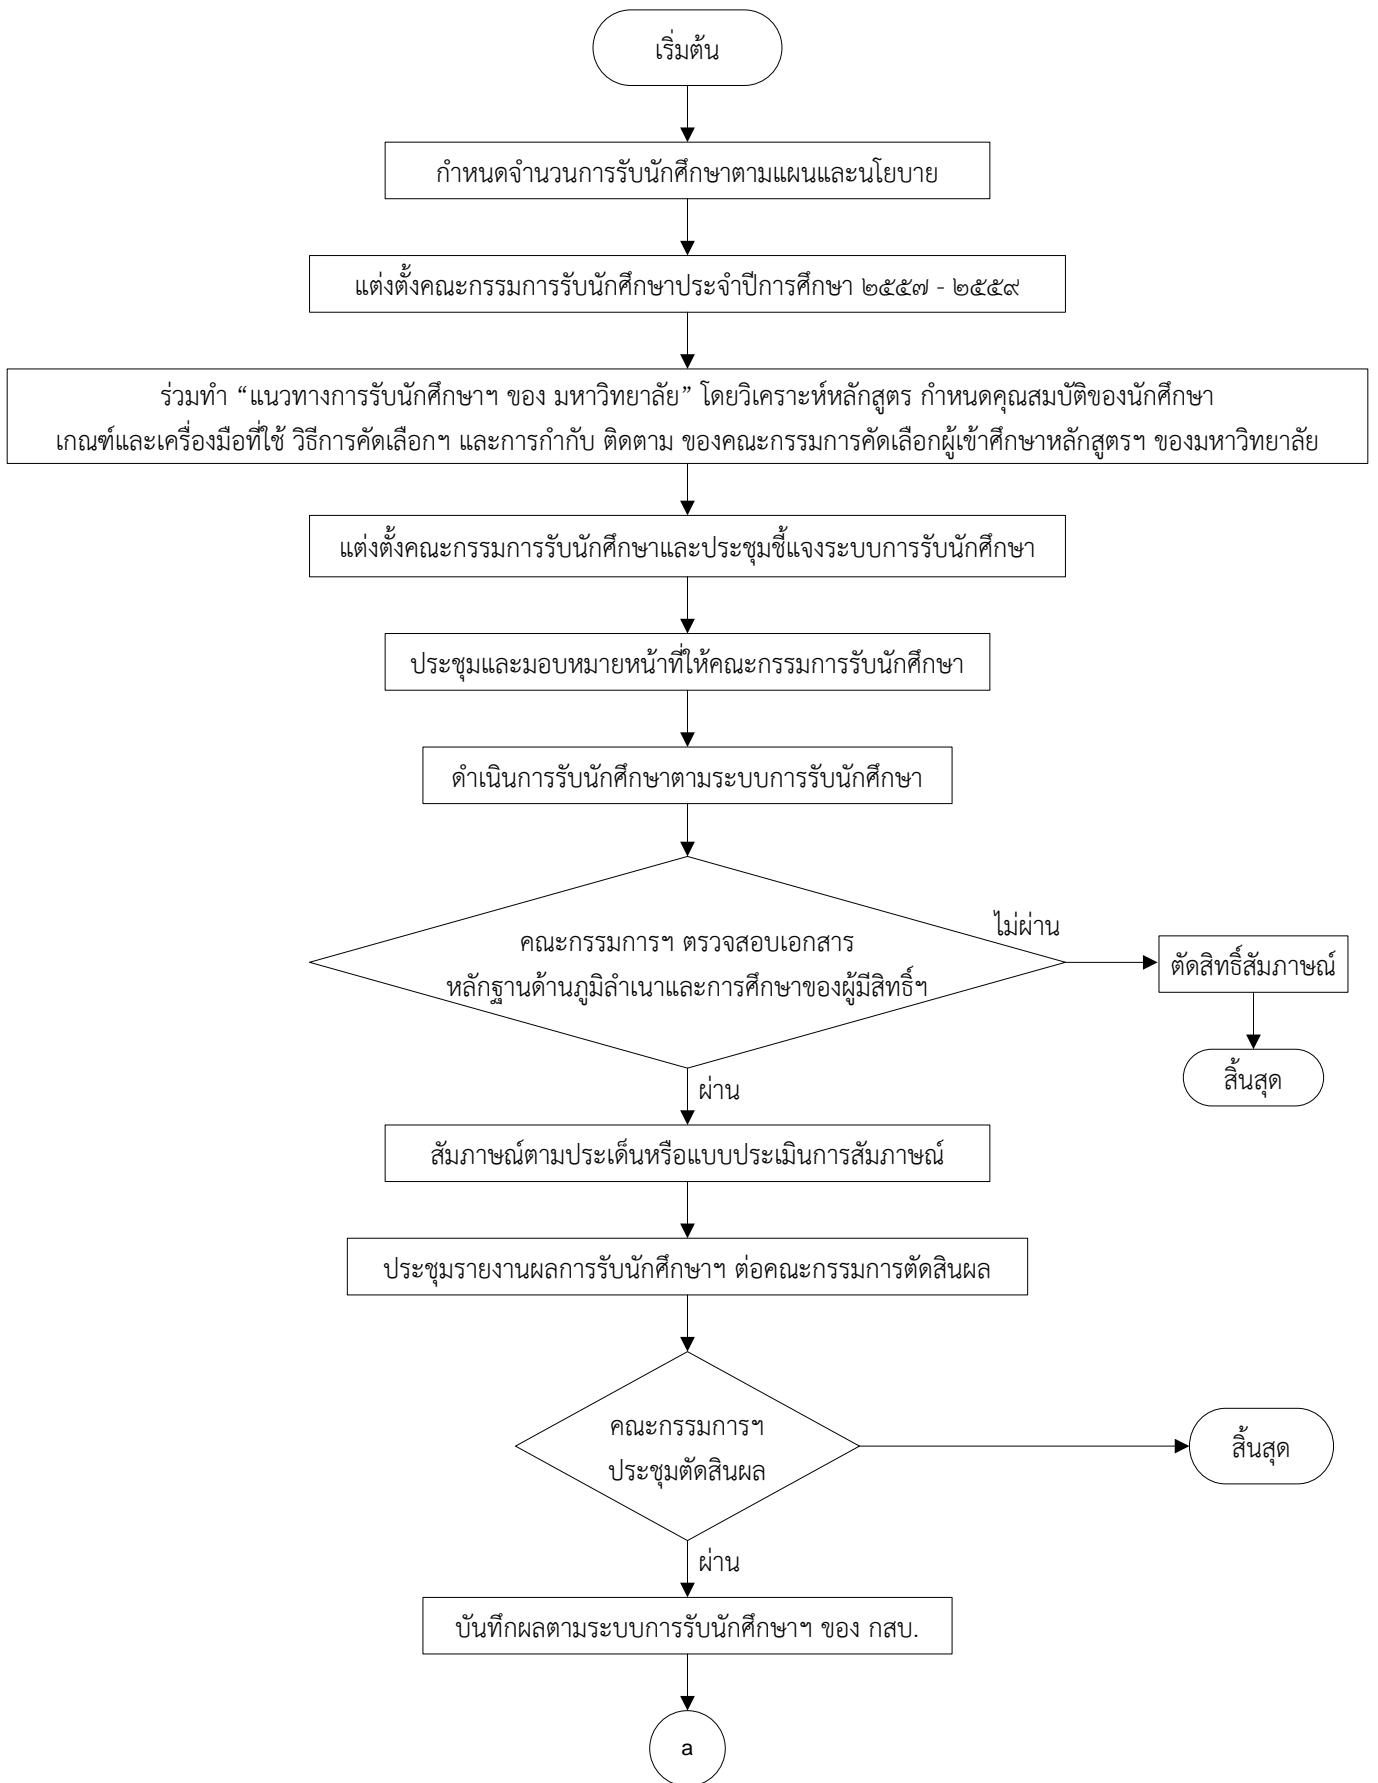 เริ่มต้น
กำหนดจำนวนการรับนักศึกษาตามแผนและนโยบาย
แต่งตั้งคณะกรรมการรับนักศึกษาประจำปีการศึกษา ๒๕๕๗ - ๒๕๕๙
ร่วมทำ “แนวทางการรับนักศึกษาฯ ของ มหาวิทยาลัย” โดยวิเคราะห์หลักสูตร กำหนดคุณสมบัติของนักศึกษา
เกณฑ์และเครื่องมือที่ใช้ วิธีการคัดเลือกฯ และการกำกับ ติดตาม ของคณะกรรมการคัดเลือกผู้เข้าศึกษาหลักสูตรฯ ของมหาวิทยาลัย
แต่งตั้งคณะกรรมการรับนักศึกษาและประชุมชี้แจงระบบการรับนักศึกษา
ประชุมและมอบหมายหน้าที่ให้คณะกรรมการรับนักศึกษา
ดำเนินการรับนักศึกษาตามระบบการรับนักศึกษา
ไม่ผ่าน
คณะกรรมการฯ ตรวจสอบเอกสาร
หลักฐานด้านภูมิลำเนาและการศึกษาของผู้มีสิทธิ์ฯ
ตัดสิทธิ์สัมภาษณ์
สิ้นสุด
ผ่าน
สัมภาษณ์ตามประเด็นหรือแบบประเมินการสัมภาษณ์
ประชุมรายงานผลการรับนักศึกษาฯ ต่อคณะกรรมการตัดสินผล
คณะกรรมการฯ
ประชุมตัดสินผล
สิ้นสุด
ผ่าน
บันทึกผลตามระบบการรับนักศึกษาฯ ของ กสบ.
a